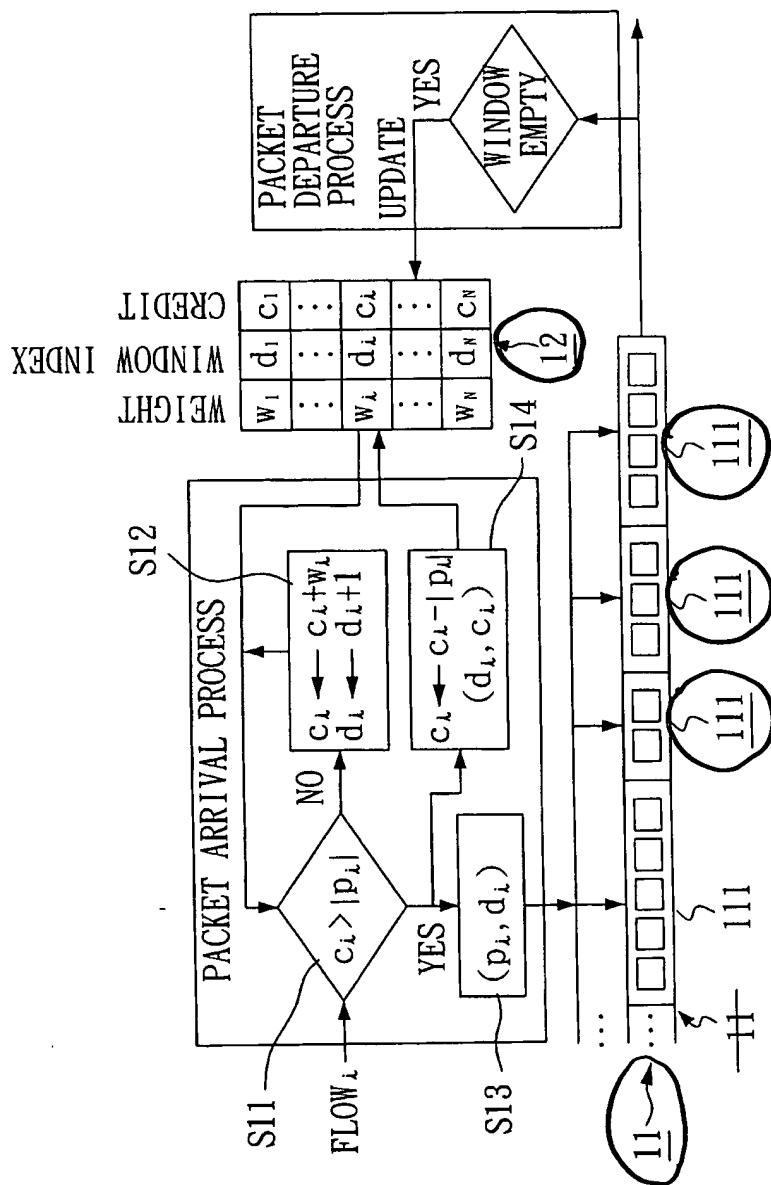 PACKET ARRIVAL PROCESS
S11
FLOW_i
c_i > |p_i|
NO
YES
S12
c_i ← c_i+w_i
d_i ← d_i+1
S13
(p_i, d_i)
S14
c_i ← c_i-|p_i|
(d_i, c_i)
WEIGHT
WINDOW INDEX
CREDIT
w_1 d_1 c_1
⋮ ⋮ ⋮
w_i d_i c_i
⋮ ⋮ ⋮
w_N d_N c_N
12
PACKET
DEPARTURE
PROCESS
UPDATE
YES
WINDOW
EMPTY
...
...
11
11
111
111
111
111